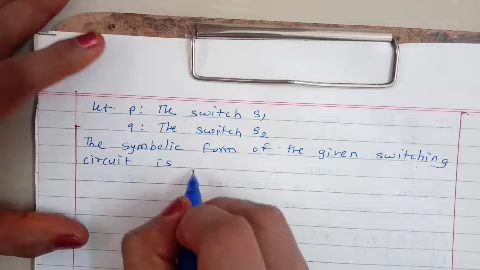 Let p: The switch S₁
q: The switch S₂
The symbolic form of the given switching
circuit is